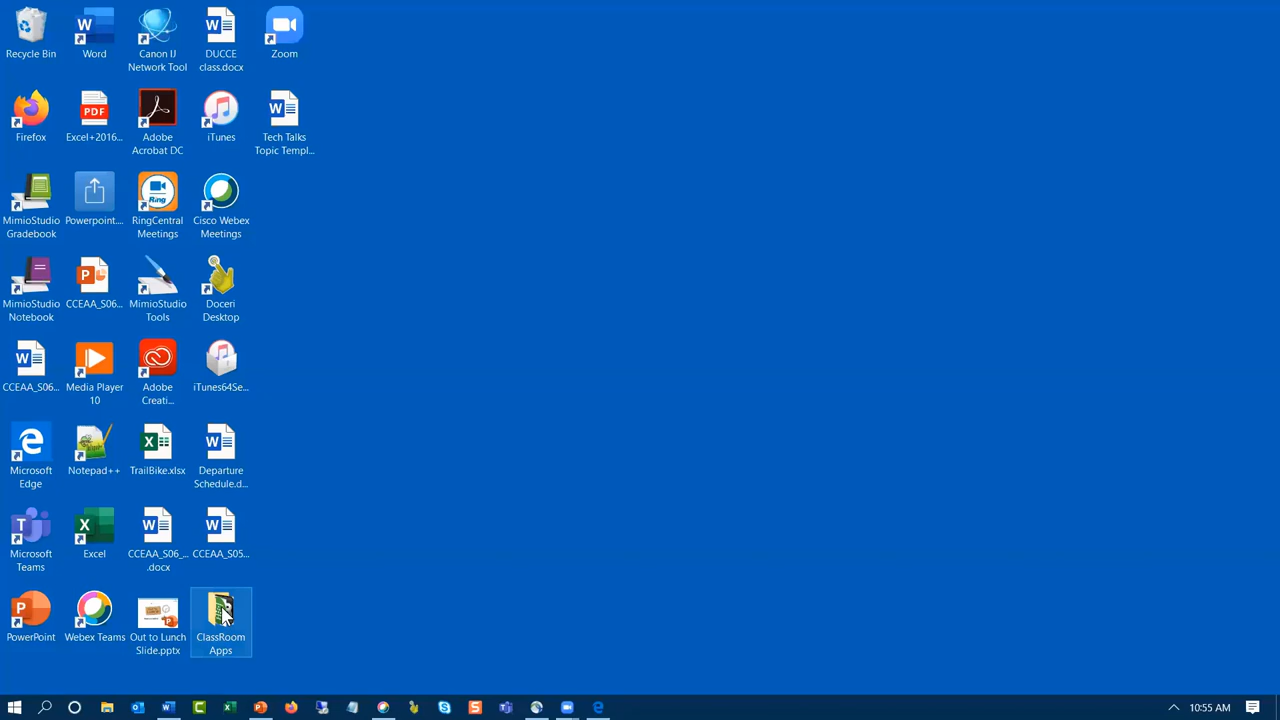 Recycle Bin
Word
Canon IJ
Network Tool
DUCCE
class.docx
Zoom
Firefox
PDF
Excel+2016...
Adobe
Acrobat DC
iTunes
Tech Talks
Topic Templ...
MimioStudio
Gradebook
Powerpoint....
Ring
RingCentral
Meetings
Cisco Webex
Meetings
MimioStudio
Notebook
CCEAA_S06...
MimioStudio
Tools
Doceri
Desktop
CCEAA_S06...
Media Player
10
Adobe
Creati...
iTunes64Se...
Microsoft
Edge
Notepad++
TrailBike.xlsx
Departure
Schedule.d...
Microsoft
Teams
Excel
CCEAA_S06_...
.docx
CCEAA_S05...
PowerPoint
Webex Teams
Out to Lunch
Slide.pptx
ClassRoom
Apps
10:55 AM